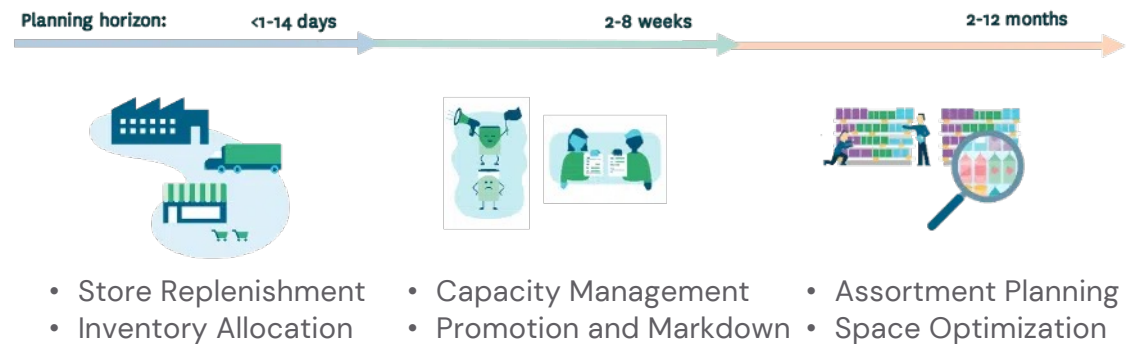 Planning horizon: <1-14 days 2-8 weeks 2-12 months
• Store Replenishment
• Inventory Allocation
• Capacity Management
• Promotion and Markdown
• Assortment Planning
• Space Optimization